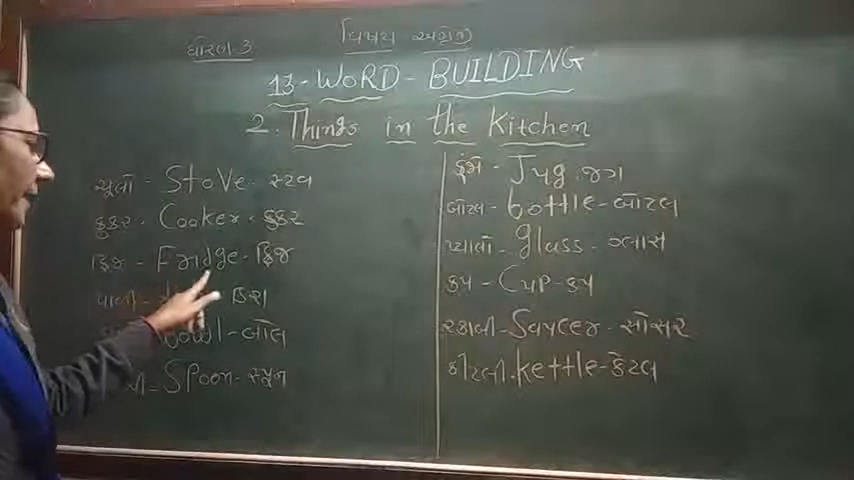 ધોરણ-3 વિષય અંગ્રેજી
13-WORD-BUILDING
2. Things in the Kitchen
ચૂલો - Stove - સ્ટવ
કુકર - Cooker - કુકર
ફ્રિજ - Fridge - ફ્રિજ
થાળી - ડિશ
bowl - બોલ
Spoon - સ્પૂન
કુંજો - Jug - જગ
બોટલ - bottle - બોટલ
પ્યાલો - glass - ગ્લાસ
કપ - Cup - કપ
રકાબી - Saucer - સોસર
કીટલી - kettle - કેટલ